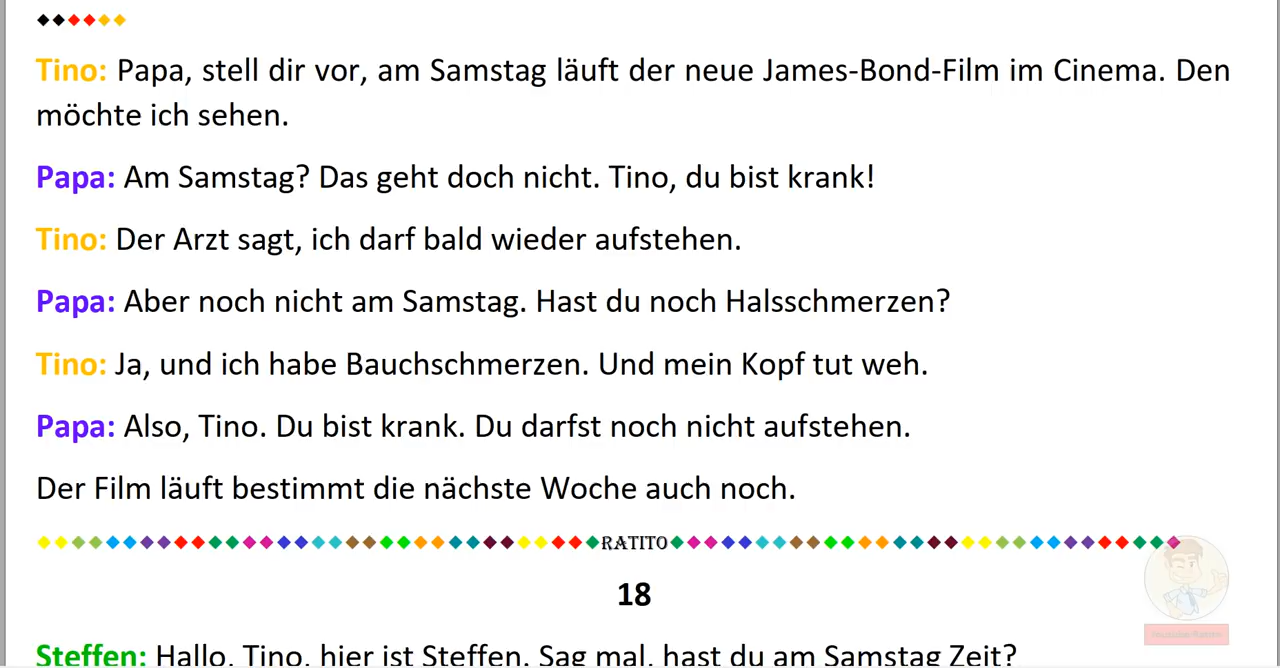 Tino: Papa, stell dir vor, am Samstag läuft der neue James-Bond-Film im Cinema. Den
möchte ich sehen.
Papa: Am Samstag? Das geht doch nicht. Tino, du bist krank!
Tino: Der Arzt sagt, ich darf bald wieder aufstehen.
Papa: Aber noch nicht am Samstag. Hast du noch Halsschmerzen?
Tino: Ja, und ich habe Bauchschmerzen. Und mein Kopf tut weh.
Papa: Also, Tino. Du bist krank. Du darfst noch nicht aufstehen.
Der Film läuft bestimmt die nächste Woche auch noch.
RATITO
18
Steffen: Hallo, Tino, hier ist Steffen. Sag mal, hast du am Samstag Zeit?